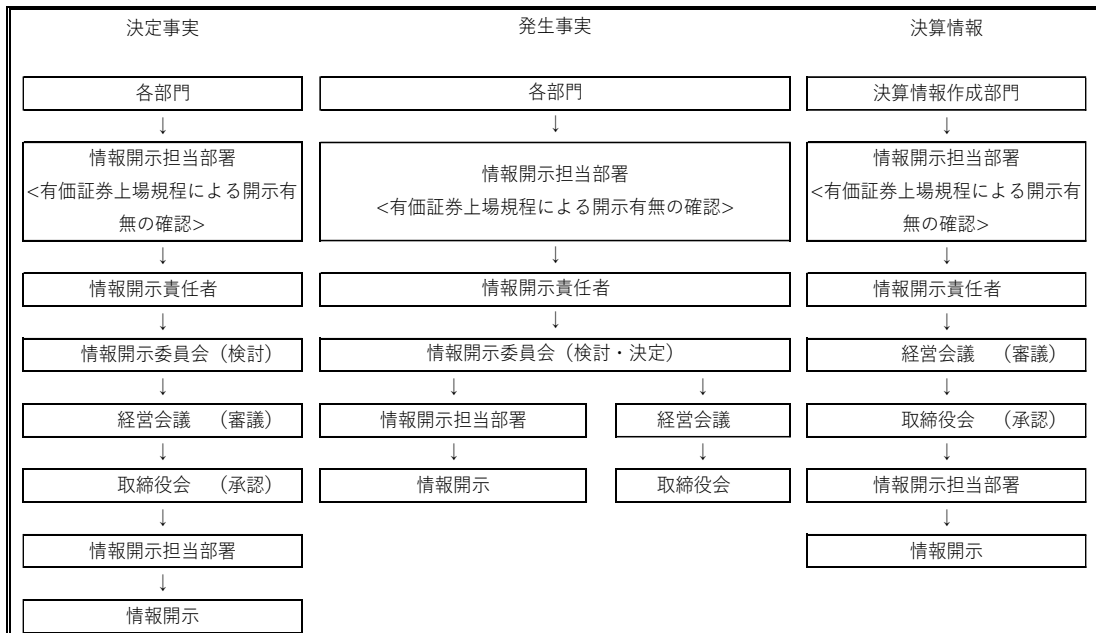 決定事実
発生事実
決算情報
各部門
各部門
決算情報作成部門
↓
↓
↓
情報開示担当部署
<有価証券上場規程による開示有
無の確認>
情報開示担当部署
<有価証券上場規程による開示有無の確認>
情報開示担当部署
<有価証券上場規程による開示有
無の確認>
↓
↓
↓
情報開示責任者
情報開示責任者
情報開示責任者
↓
↓
↓
情報開示委員会(検討)
情報開示委員会(検討・決定)
経営会議 (審議)
↓
↓
↓
↓
経営会議 (審議)
情報開示担当部署
経営会議
取締役会 (承認)
↓
↓
↓
↓
取締役会 (承認)
情報開示
取締役会
情報開示担当部署
↓
↓
情報開示担当部署
情報開示
↓
情報開示